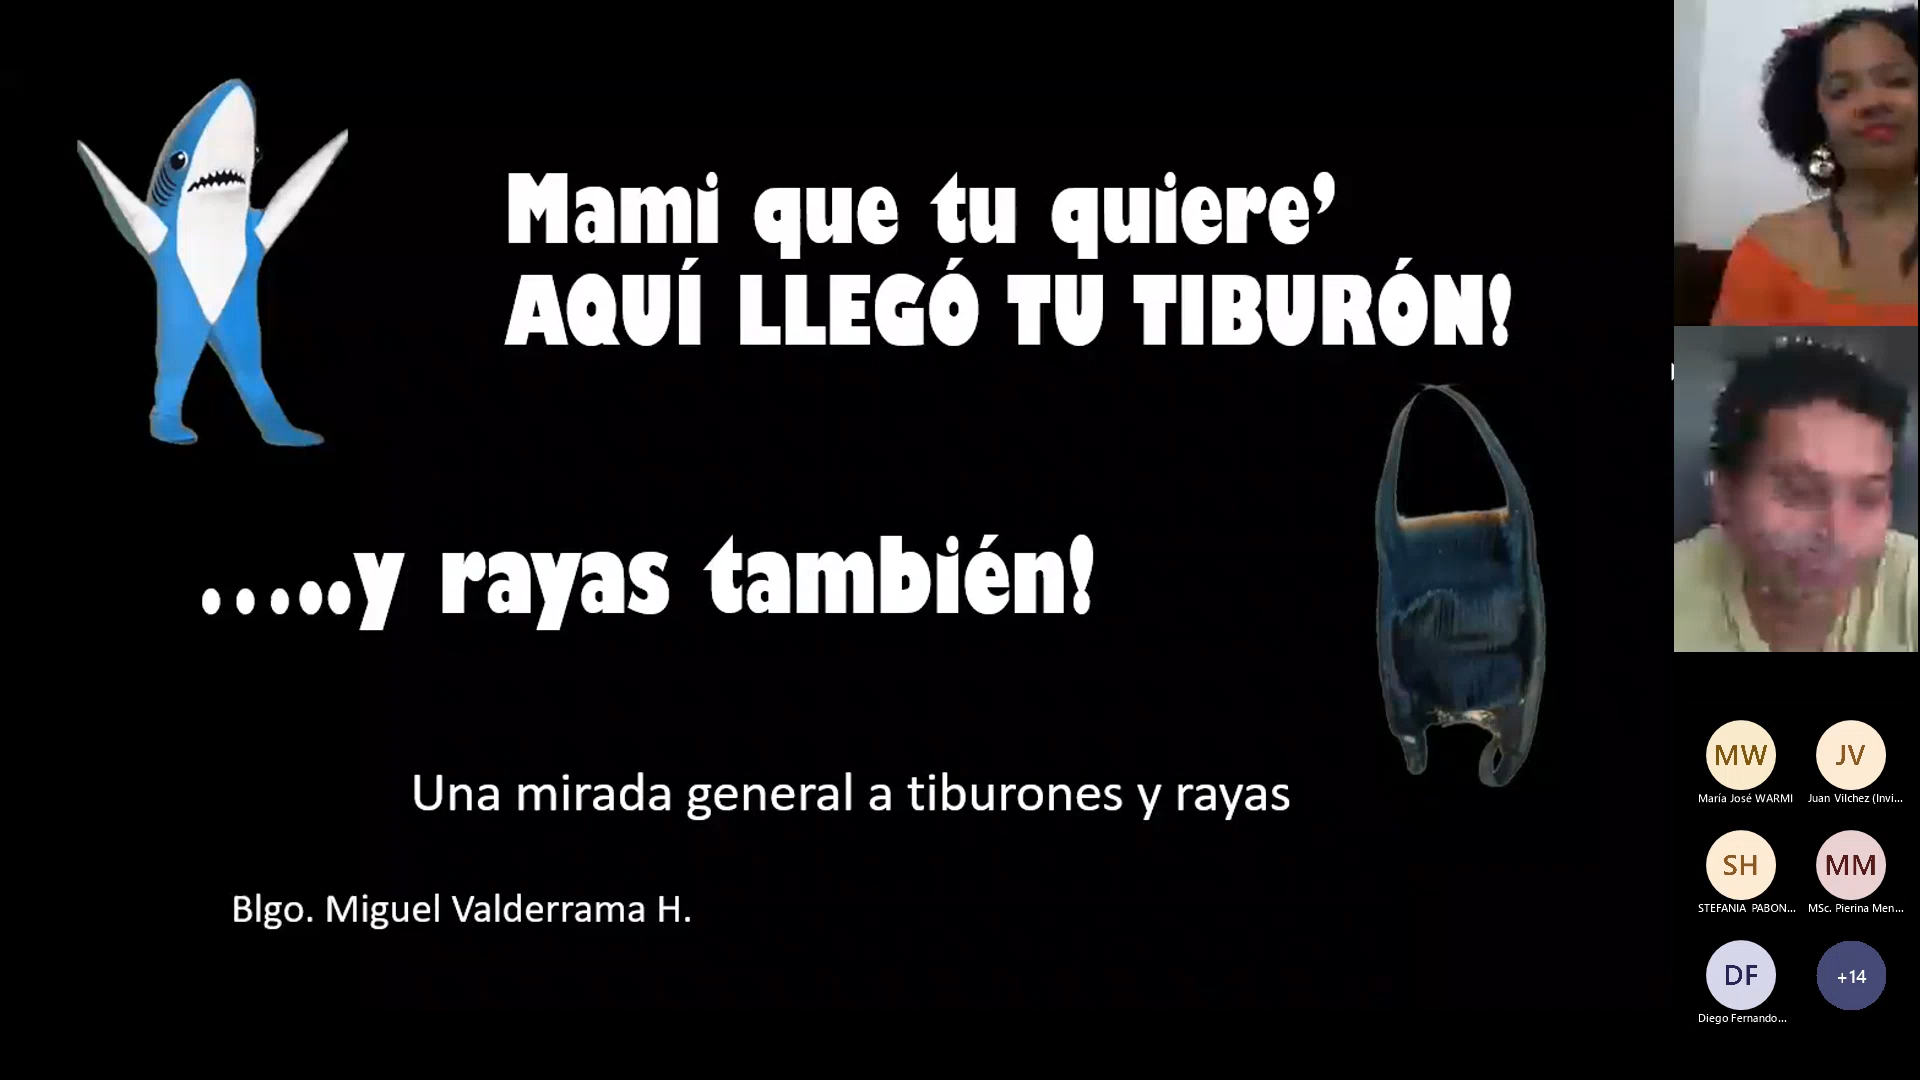 Mami que tu quiere’
AQUÍ LLEGÓ TU TIBURÓN!
.....y rayas también!
Una mirada general a tiburones y rayas
Blgo. Miguel Valderrama H.
MW
JV
María José WARMI
Juan Vilchez (Invi...
SH
MM
STEFANIA PABON...
MSc. Pierina Men...
DF
+14
Diego Fernando...